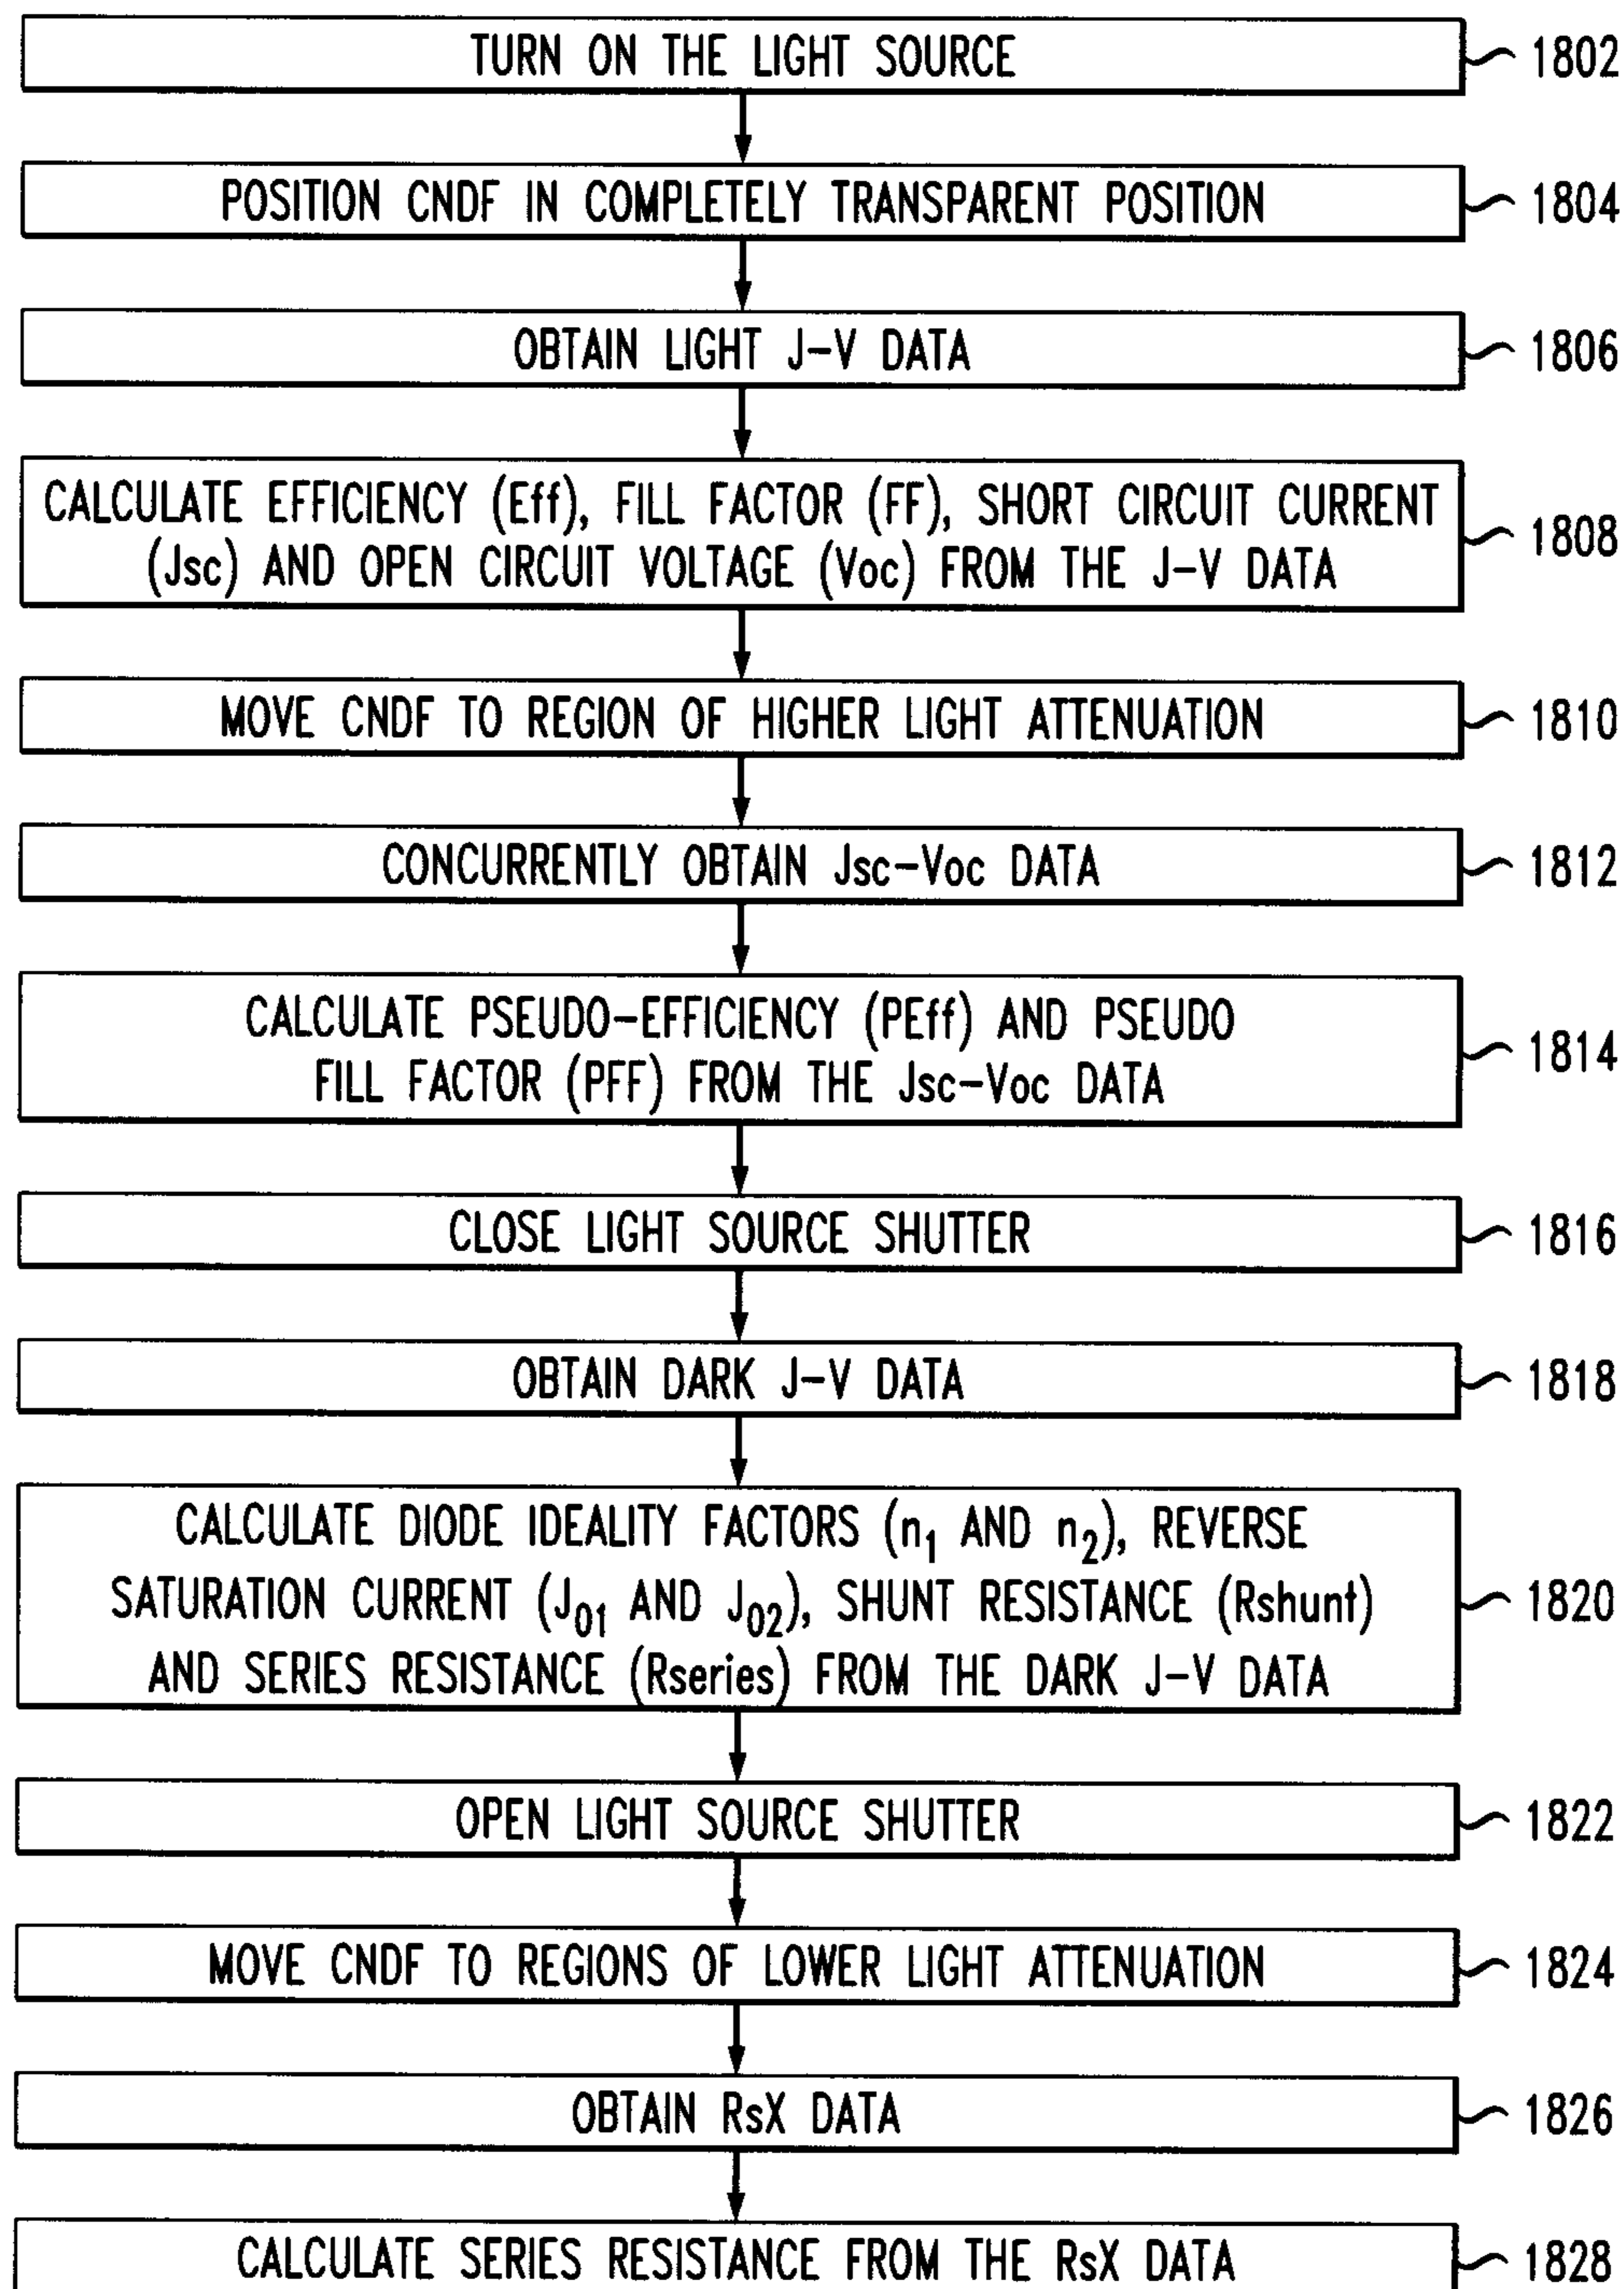 TURN ON THE LIGHT SOURCE
1802
POSITION CNDF IN COMPLETELY TRANSPARENT POSITION
1804
OBTAIN LIGHT J-V DATA
1806
CALCULATE EFFICIENCY (Eff), FILL FACTOR (FF), SHORT CIRCUIT CURRENT
(Jsc) AND OPEN CIRCUIT VOLTAGE (Voc) FROM THE J-V DATA
1808
MOVE CNDF TO REGION OF HIGHER LIGHT ATTENUATION
1810
CONCURRENTLY OBTAIN Jsc-Voc DATA
1812
CALCULATE PSEUDO-EFFICIENCY (PEff) AND PSEUDO
FILL FACTOR (PFF) FROM THE Jsc-Voc DATA
1814
CLOSE LIGHT SOURCE SHUTTER
1816
OBTAIN DARK J-V DATA
1818
CALCULATE DIODE IDEALITY FACTORS (n₁ AND n₂), REVERSE
SATURATION CURRENT (J₀₁ AND J₀₂), SHUNT RESISTANCE (Rshunt)
AND SERIES RESISTANCE (Rseries) FROM THE DARK J-V DATA
1820
OPEN LIGHT SOURCE SHUTTER
1822
MOVE CNDF TO REGIONS OF LOWER LIGHT ATTENUATION
1824
OBTAIN RsX DATA
1826
CALCULATE SERIES RESISTANCE FROM THE RsX DATA
1828